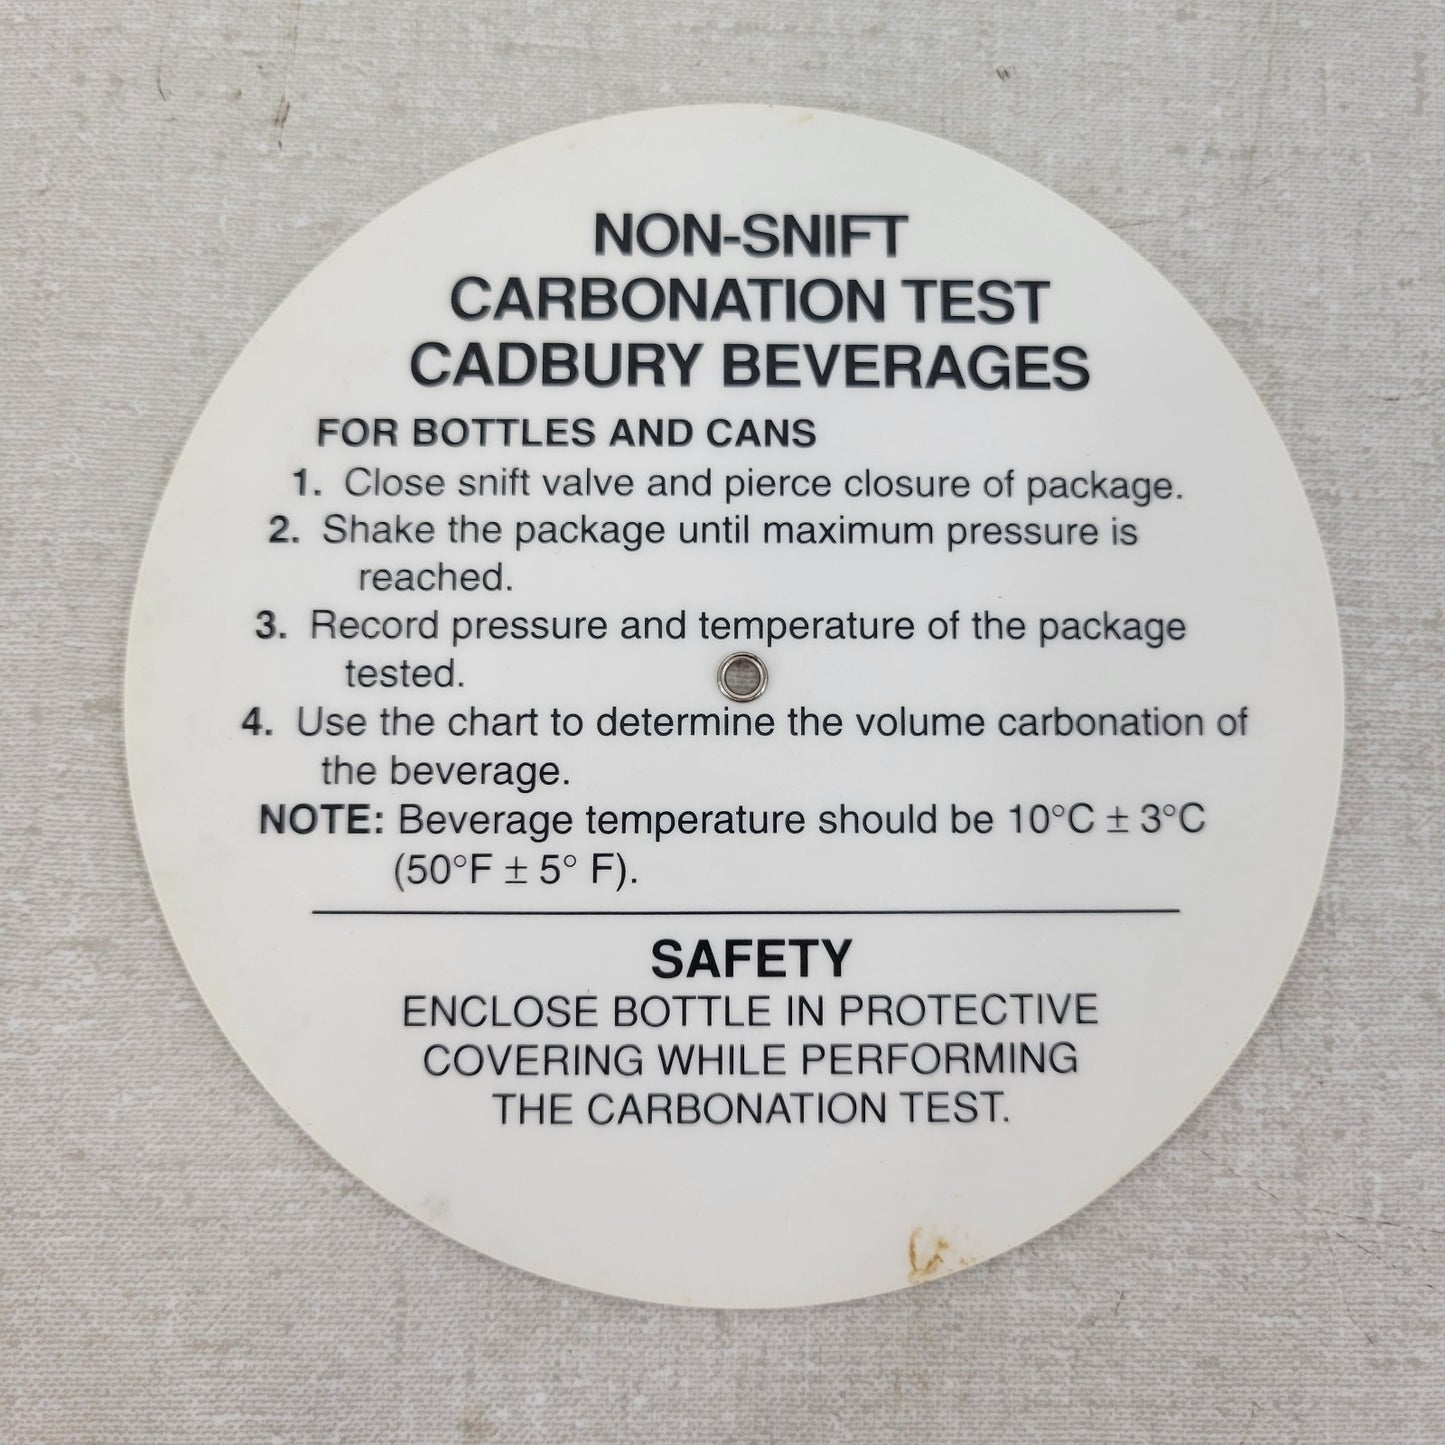 NON-SNIFT
CARBONATION TEST
CADBURY BEVERAGES
FOR BOTTLES AND CANS
1. Close snift valve and pierce closure of package.
2. Shake the package until maximum pressure is
reached.
3. Record pressure and temperature of the package
tested.
4. Use the chart to determine the volume carbonation of
the beverage.
NOTE: Beverage temperature should be 10°C ± 3°C
(50°F ± 5° F).
SAFETY
ENCLOSE BOTTLE IN PROTECTIVE
COVERING WHILE PERFORMING
THE CARBONATION TEST.